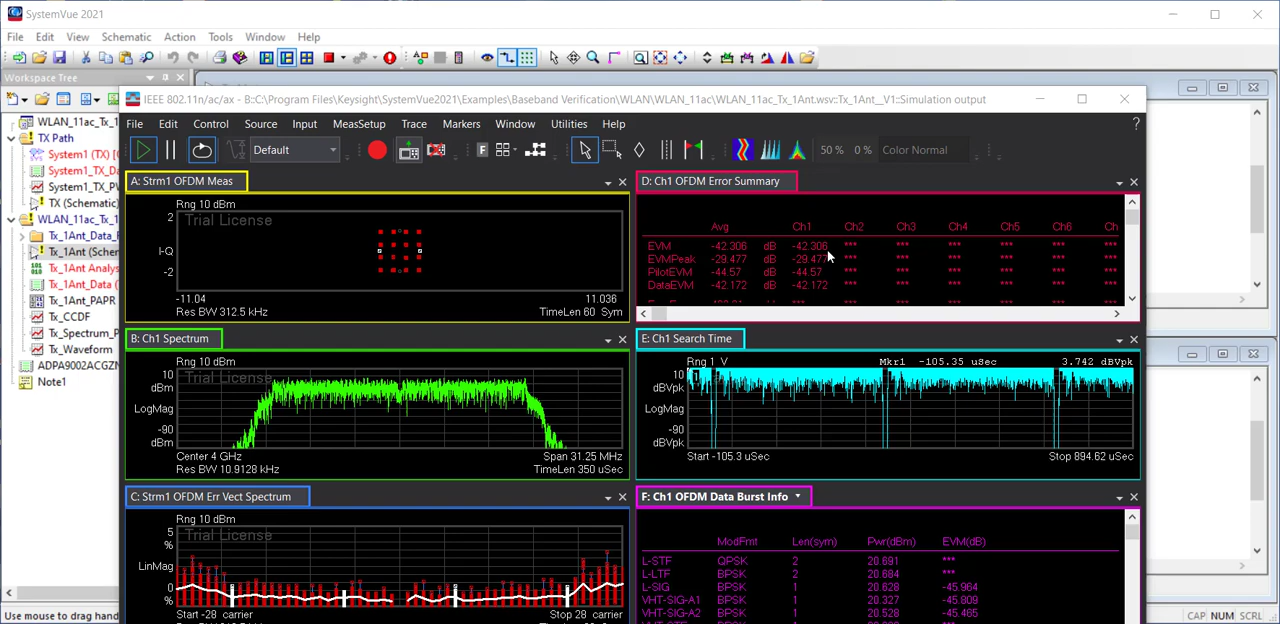 SystemVue 2021
File Edit View Schematic Action Tools Window Help
Workspace Tree
WLAN_11ac_Tx_1
TX Path
System1 (TX) [
System1_TX_Da
System1_TX_PW
TX (Schematic)
WLAN_11ac_Tx_1
Tx_1Ant_Data_F
Tx_1Ant (Scher
Tx_1Ant Analys
Tx_1Ant_Data (
Tx_1Ant_PAPR
Tx_CCDF
Tx_Spectrum_P
Tx_Waveform
ADPA9002ACGZN
Note1
IEEE 802.11n/ac/ax - B::C:\Program Files\Keysight\SystemVue2021\Examples\Baseband Verification\WLAN\WLAN_11ac\WLAN_11ac_Tx_1Ant.wsv::Tx_1Ant__V1::Simulation output
File Edit Control Source Input MeasSetup Trace Markers Window Utilities Help
Default F 50 % 0 % Color Normal
A: Strm1 OFDM Meas
Rng 10 dBm
Trial License
2
I-Q
-2
-11.04 11.036
Res BW 312.5 kHz TimeLen 60 Sym
D: Ch1 OFDM Error Summary
Avg Ch1 Ch2 Ch3 Ch4 Ch5 Ch6 Ch
EVM -42.306 dB -42.306 *** *** *** *** ***
EVMPeak -29.477 dB -29.477 *** *** *** *** ***
PilotEVM -44.57 dB -44.57 *** *** *** *** ***
DataEVM -42.172 dB -42.172 *** *** *** *** ***
B: Ch1 Spectrum
Rng 10 dBm
Trial License
10
dBm
LogMag
-90
dBm
Center 4 GHz Span 31.25 MHz
Res BW 10.9128 kHz TimeLen 350 uSec
E: Ch1 Search Time
Rng 1 V Mkr1 -105.35 uSec 3.742 dBVpk
1
10
dBVpk
LogMag
-90
dBVpk
Start -105.3 uSec Stop 894.62 uSec
C: Strm1 OFDM Err Vect Spectrum
Rng 10 dBm
Trial License
5
%
LinMag
0
%
Start -28 carrier Stop 28 carrier
F: Ch1 OFDM Data Burst Info
ModFmt Len(sym) Pwr(dBm) EVM(dB)
L-STF QPSK 2 20.691 ***
L-LTF BPSK 2 20.684 ***
L-SIG BPSK 1 20.628 -45.964
VHT-SIG-A1 BPSK 1 20.327 -45.809
VHT-SIG-A2 BPSK 1 20.528 -45.465
Use mouse to drag hand CAP NUM SCRL